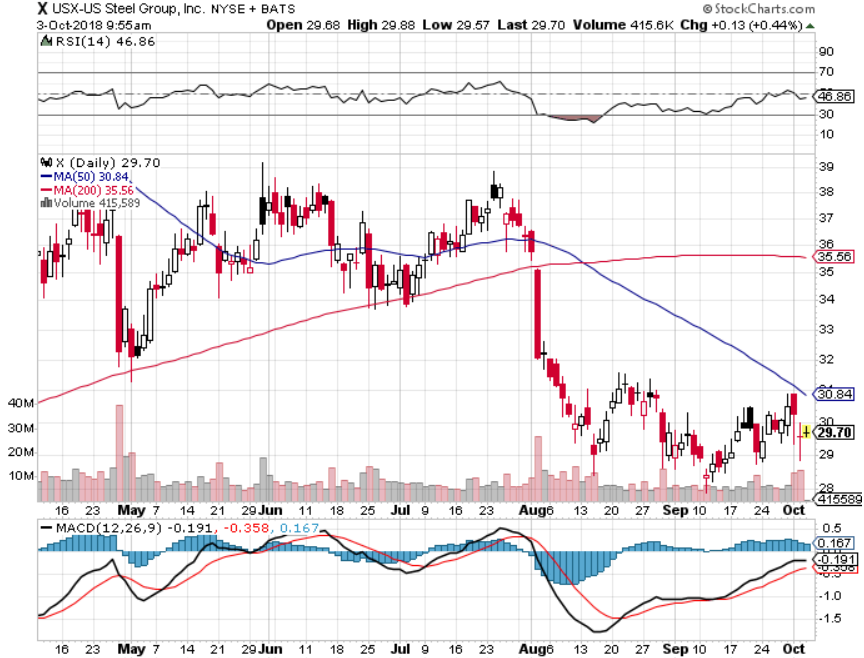 X USX-US Steel Group, Inc. NYSE + BATS © StockCharts.com
3-Oct-2018 9:55am Open 29.68 High 29.88 Low 29.57 Last 29.70 Volume 415.6K Chg +0.13 (+0.44%)
RSI(14) 46.86
90
70
46.86
30
10
X (Daily) 29.70
MA(50) 30.84
MA(200) 35.56
Volume 415,589
39
38
37
36
35.56
35
34
33
32
30.84
30
29.70
29
28
415589
40M
30M
20M
10M
16 23 May 7 14 21 29 Jun 11 18 25 Jul 9 16 23 Aug 6 13 20 27 Sep 10 17 24 Oct
MACD(12,26,9) -0.191, -0.358, 0.167
0.5
0.167
-0.191
-1.0
-1.5
16 23 May 7 14 21 29 Jun 11 18 25 Jul 9 16 23 Aug 6 13 20 27 Sep 10 17 24 Oct